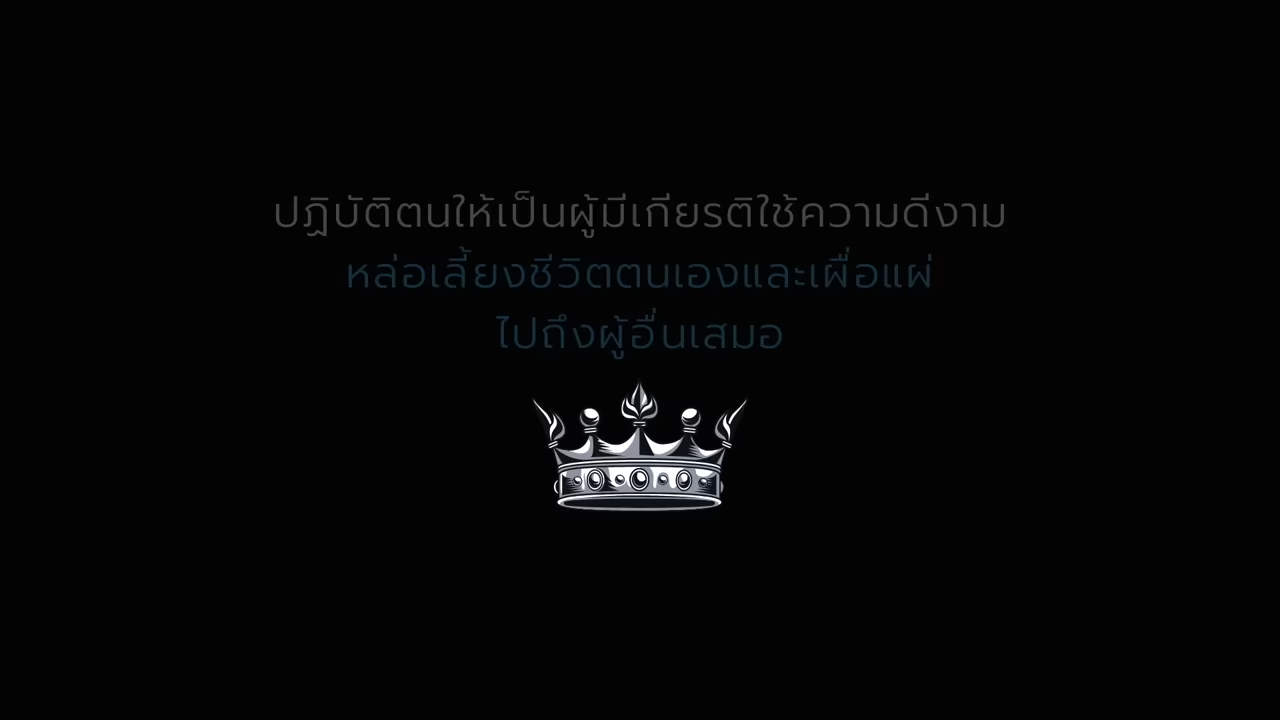 ปฏิบัติตนให้เป็นผู้มีเกียรติใช้ความดีงาม
หล่อเลี้ยงชีวิตตนเองและเผื่อแผ่
ไปถึงผู้อื่นเสมอ